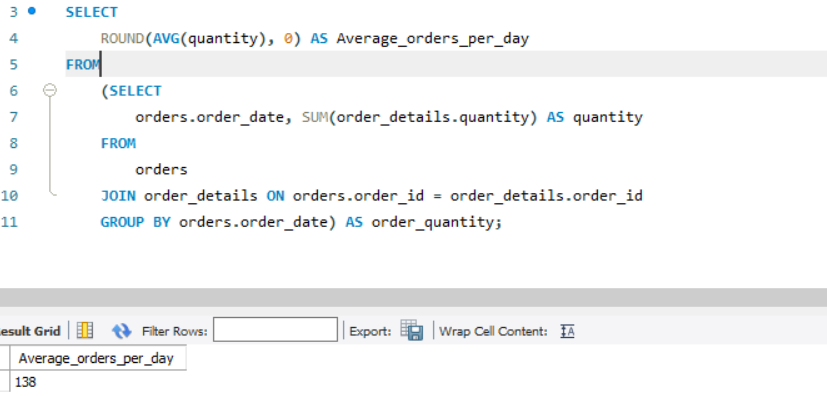 3 SELECT
4 ROUND(AVG(quantity), 0) AS Average_orders_per_day
5 FROM
6 (SELECT
7 orders.order_date, SUM(order_details.quantity) AS quantity
8 FROM
9 orders
10 JOIN order_details ON orders.order_id = order_details.order_id
11 GROUP BY orders.order_date) AS order_quantity;
esult Grid Filter Rows: Export: Wrap Cell Content: IA
Average_orders_per_day
138